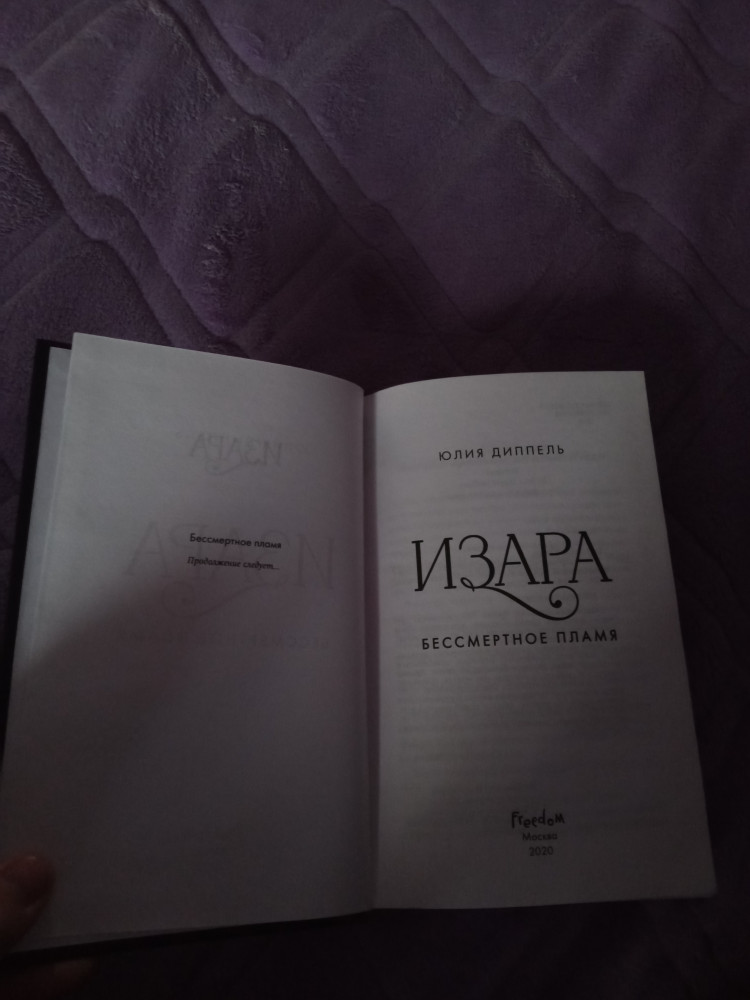 Бессмертное пламя
Продолжение следует...
ЮЛИЯ ДИППЕЛЬ
ИЗАРА
БЕССМЕРТНОЕ ПЛАМЯ
Freedom
Москва
2020